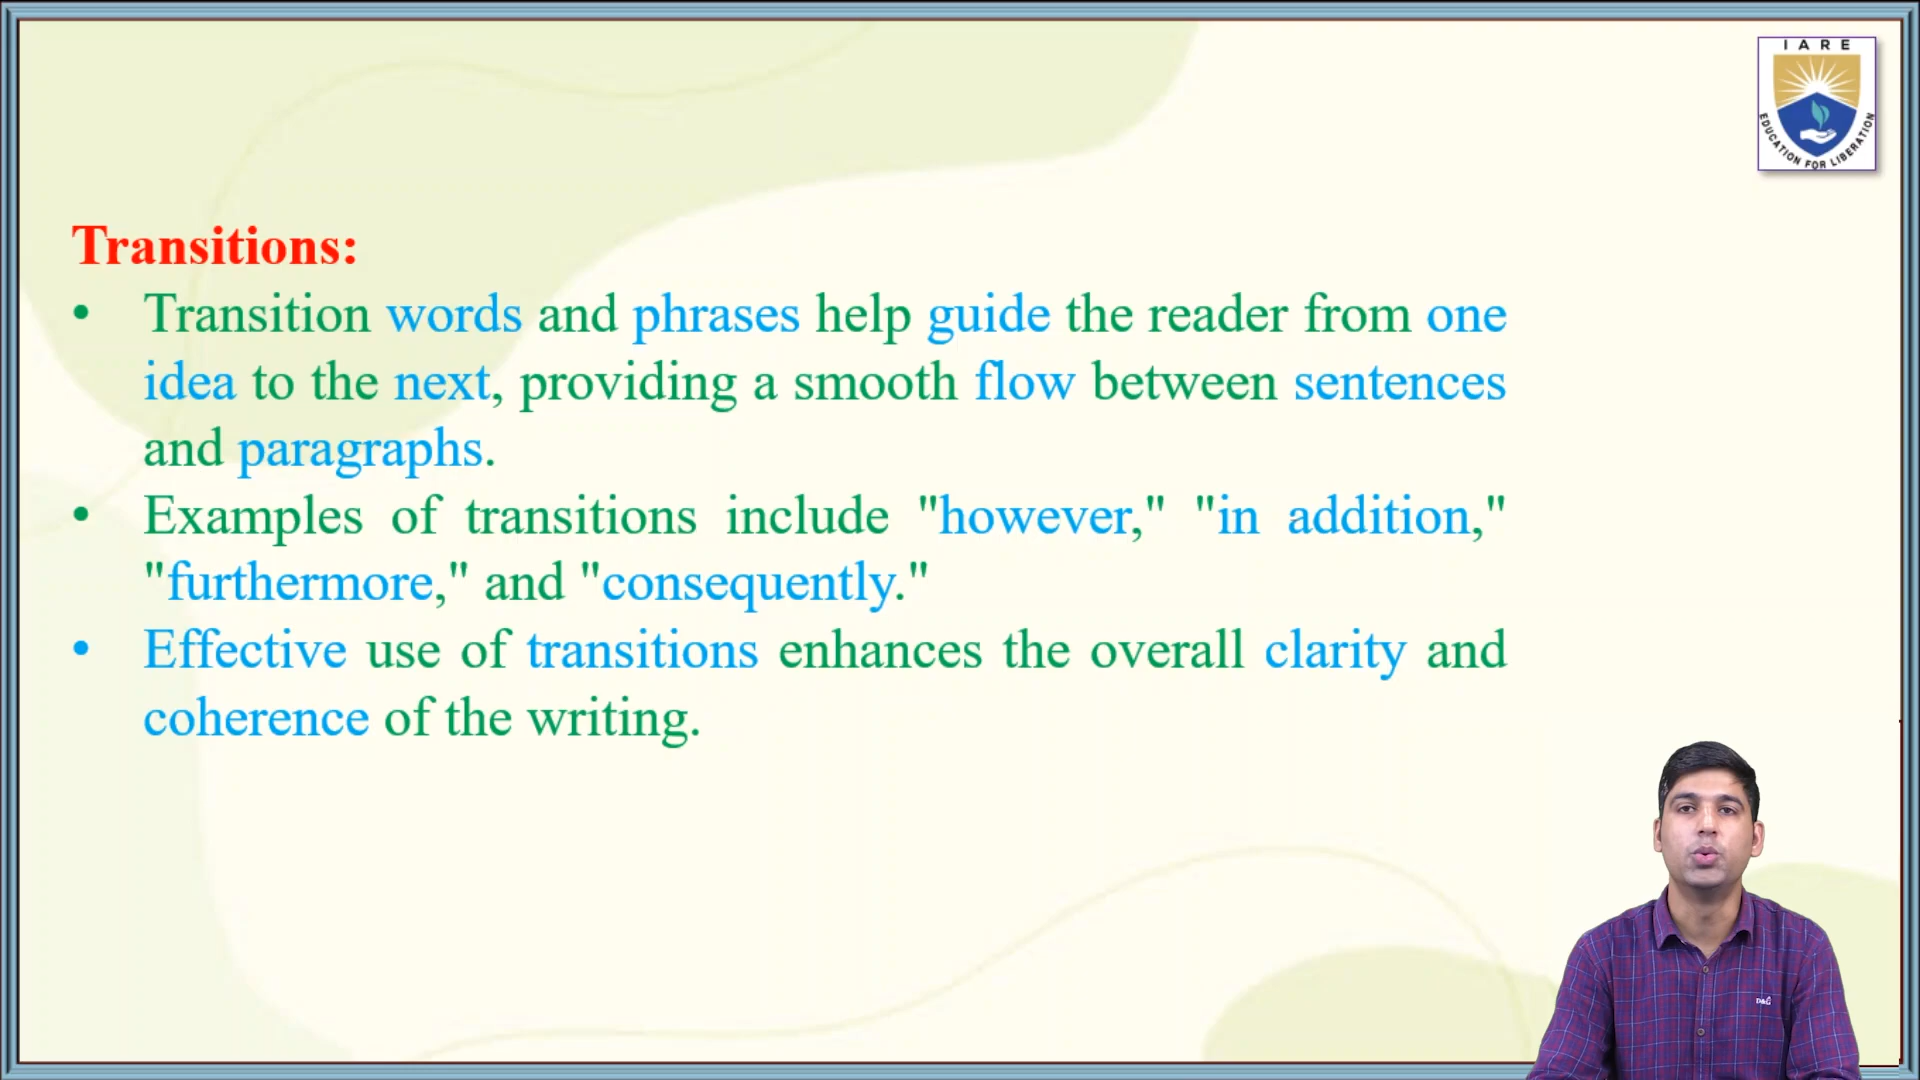 IARE
EDUCATION FOR LIBERATION
Transitions:
• Transition words and phrases help guide the reader from one
idea to the next, providing a smooth flow between sentences
and paragraphs.
• Examples of transitions include "however," "in addition,"
"furthermore," and "consequently."
• Effective use of transitions enhances the overall clarity and
coherence of the writing.